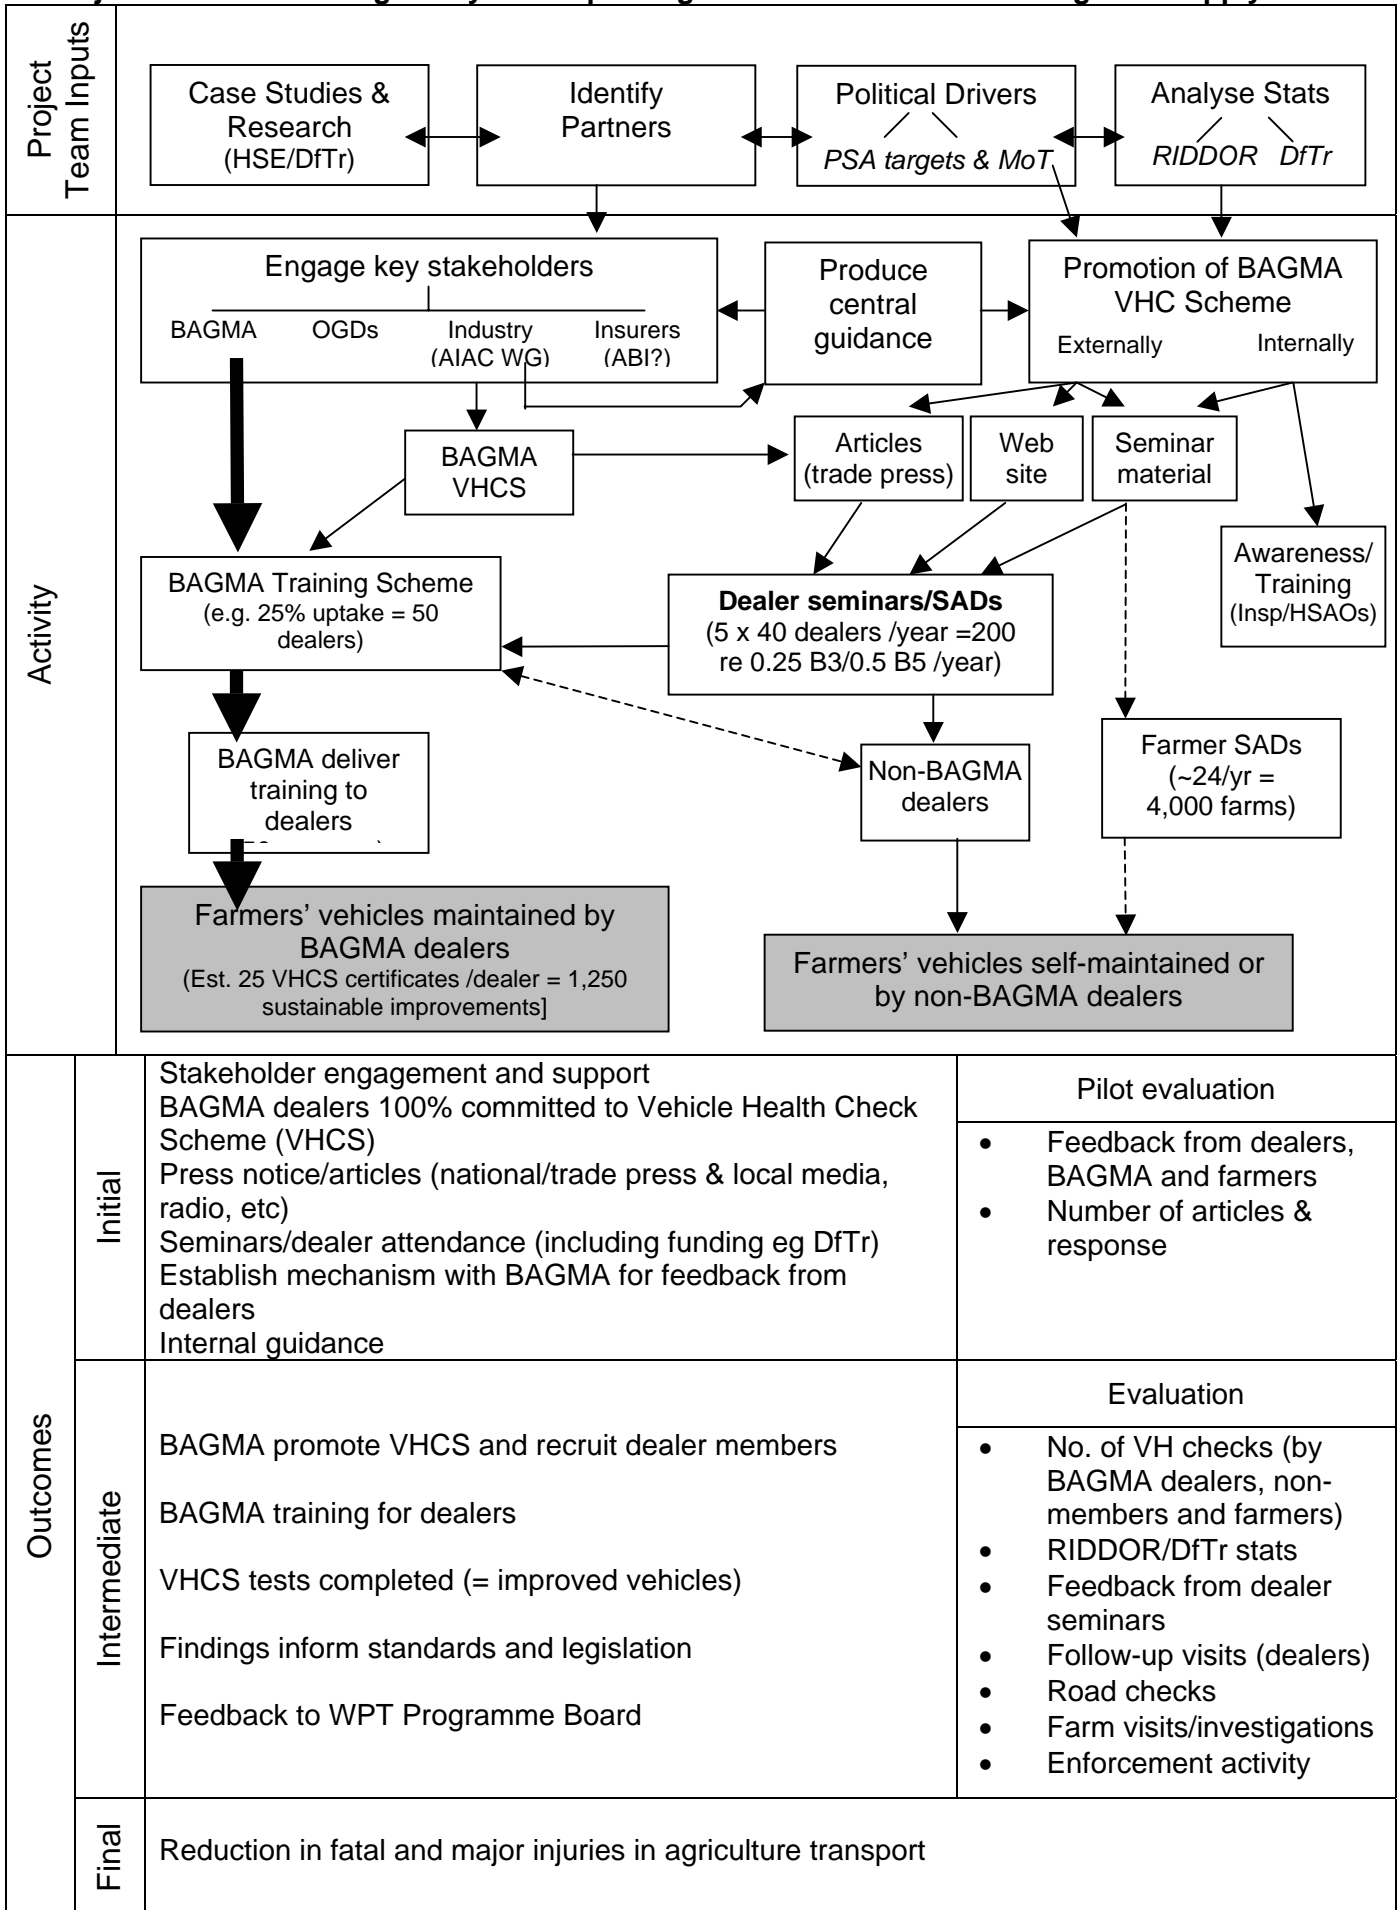 Project
Team Inputs
Case Studies &
Research
(HSE/DfTr)
Identify
Partners
Political Drivers
PSA targets & MoT
Analyse Stats
RIDDOR DfTr
Activity
Engage key stakeholders
BAGMA
OGDs
Industry
(AIAC WG)
Insurers
(ABI?)
Produce
central
guidance
Promotion of BAGMA
VHC Scheme
Externally
Internally
BAGMA
VHCS
Articles
(trade press)
Web
site
Seminar
material
Awareness/
Training
(Insp/HSAOs)
BAGMA Training Scheme
(e.g. 25% uptake = 50
dealers)
Dealer seminars/SADs
(5 x 40 dealers /year =200
re 0.25 B3/0.5 B5 /year)
BAGMA deliver
training to
dealers
Non-BAGMA
dealers
Farmer SADs
(~24/yr =
4,000 farms)
Farmers’ vehicles maintained by
BAGMA dealers
(Est. 25 VHCS certificates /dealer = 1,250
sustainable improvements]
Farmers’ vehicles self-maintained or
by non-BAGMA dealers
Outcomes
Initial
Stakeholder engagement and support
BAGMA dealers 100% committed to Vehicle Health Check
Scheme (VHCS)
Press notice/articles (national/trade press & local media,
radio, etc)
Seminars/dealer attendance (including funding eg DfTr)
Establish mechanism with BAGMA for feedback from
dealers
Internal guidance
Pilot evaluation
• Feedback from dealers,
BAGMA and farmers
• Number of articles &
response
Intermediate
BAGMA promote VHCS and recruit dealer members
BAGMA training for dealers
VHCS tests completed (= improved vehicles)
Findings inform standards and legislation
Feedback to WPT Programme Board
Evaluation
• No. of VH checks (by
BAGMA dealers, non-
members and farmers)
• RIDDOR/DfTr stats
• Feedback from dealer
seminars
• Follow-up visits (dealers)
• Road checks
• Farm visits/investigations
• Enforcement activity
Final
Reduction in fatal and major injuries in agriculture transport